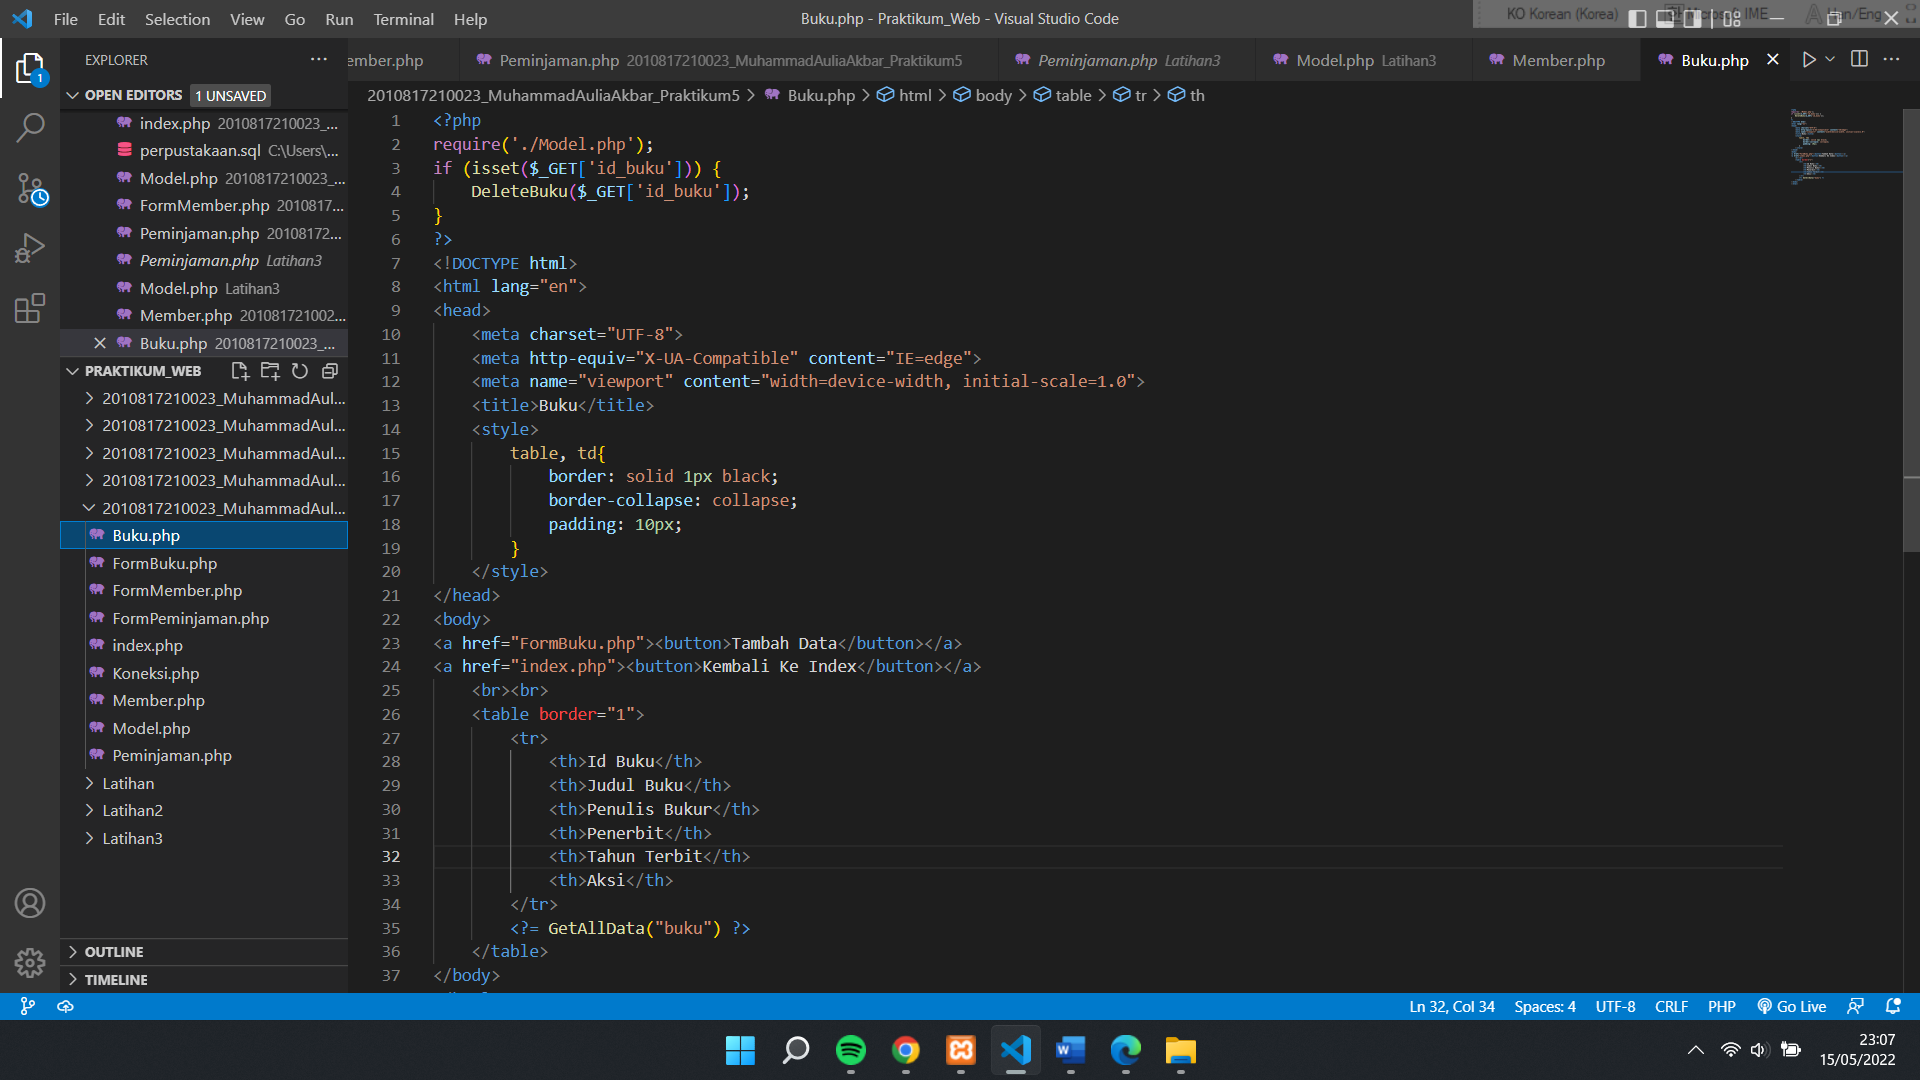 File Edit Selection View Go Run Terminal Help
Buku.php - Praktikum_Web - Visual Studio Code
KO Korean (Korea)
EXPLORER
ember.php
Peminjaman.php 2010817210023_MuhammadAuliaAkbar_Praktikum5
Peminjaman.php Latihan3
Model.php Latihan3
Member.php
Buku.php
OPEN EDITORS 1 UNSAVED
index.php 2010817210023_...
perpustakaan.sql C:\Users\...
Model.php 2010817210023_...
FormMember.php 2010817...
Peminjaman.php 20108172...
Peminjaman.php Latihan3
Model.php Latihan3
Member.php 201081721002...
Buku.php 2010817210023_...
PRAKTIKUM_WEB
2010817210023_MuhammadAul...
2010817210023_MuhammadAul...
2010817210023_MuhammadAul...
2010817210023_MuhammadAul...
2010817210023_MuhammadAul...
Buku.php
FormBuku.php
FormMember.php
FormPeminjaman.php
index.php
Koneksi.php
Member.php
Model.php
Peminjaman.php
Latihan
Latihan2
Latihan3
OUTLINE
TIMELINE
2010817210023_MuhammadAuliaAkbar_Praktikum5 > Buku.php > html > body > table > tr > th
1 <?php
2 require('./Model.php');
3 if (isset($_GET['id_buku'])) {
4 DeleteBuku($_GET['id_buku']);
5 }
6 ?>
7 <!DOCTYPE html>
8 <html lang="en">
9 <head>
10 <meta charset="UTF-8">
11 <meta http-equiv="X-UA-Compatible" content="IE=edge">
12 <meta name="viewport" content="width=device-width, initial-scale=1.0">
13 <title>Buku</title>
14 <style>
15 table, td{
16 border: solid 1px black;
17 border-collapse: collapse;
18 padding: 10px;
19 }
20 </style>
21 </head>
22 <body>
23 <a href="FormBuku.php"><button>Tambah Data</button></a>
24 <a href="index.php"><button>Kembali Ke Index</button></a>
25 <br><br>
26 <table border="1">
27 <tr>
28 <th>Id Buku</th>
29 <th>Judul Buku</th>
30 <th>Penulis Bukur</th>
31 <th>Penerbit</th>
32 <th>Tahun Terbit</th>
33 <th>Aksi</th>
34 </tr>
35 <?= GetAllData("buku") ?>
36 </table>
37 </body>
Ln 32, Col 34 Spaces: 4 UTF-8 CRLF PHP Go Live
23:07
15/05/2022